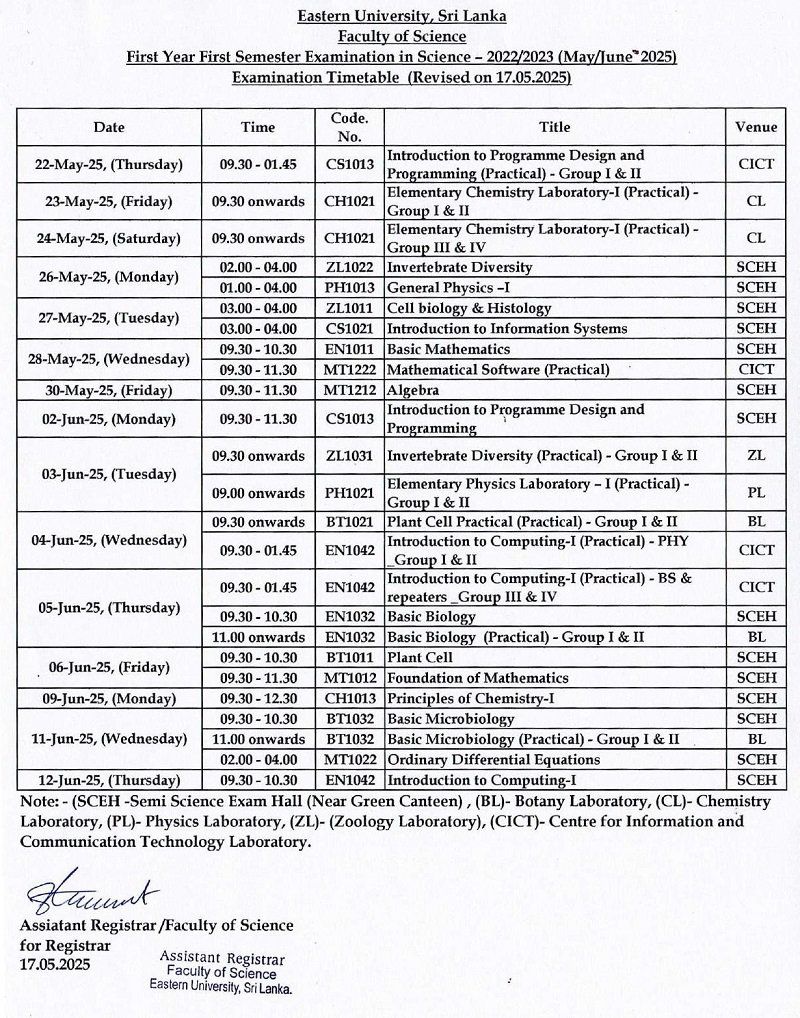 Eastern University, Sri Lanka
Faculty of Science
First Year First Semester Examination in Science – 2022/2023 (May/June 2025)
Examination Timetable (Revised on 17.05.2025)
Date Time Code. No. Title Venue
22-May-25, (Thursday) 09.30 - 01.45 CS1013 Introduction to Programme Design and
Programming (Practical) - Group I & II CICT
23-May-25, (Friday) 09.30 onwards CH1021 Elementary Chemistry Laboratory-I (Practical) -
Group I & II CL
24-May-25, (Saturday) 09.30 onwards CH1021 Elementary Chemistry Laboratory-I (Practical) -
Group III & IV CL
26-May-25, (Monday) 02.00 - 04.00 ZL1022 Invertebrate Diversity SCEH
01.00 - 04.00 PH1013 General Physics –I SCEH
27-May-25, (Tuesday) 03.00 - 04.00 ZL1011 Cell biology & Histology SCEH
03.00 - 04.00 CS1021 Introduction to Information Systems SCEH
28-May-25, (Wednesday) 09.30 - 10.30 EN1011 Basic Mathematics SCEH
09.30 - 11.30 MT1222 Mathematical Software (Practical) CICT
30-May-25, (Friday) 09.30 - 11.30 MT1212 Algebra SCEH
02-Jun-25, (Monday) 09.30 - 11.30 CS1013 Introduction to Programme Design and
Programming SCEH
03-Jun-25, (Tuesday) 09.30 onwards ZL1031 Invertebrate Diversity (Practical) - Group I & II ZL
09.00 onwards PH1021 Elementary Physics Laboratory – I (Practical) -
Group I & II PL
04-Jun-25, (Wednesday) 09.30 onwards BT1021 Plant Cell Practical (Practical) - Group I & II BL
09.30 - 01.45 EN1042 Introduction to Computing-I (Practical) - PHY
_Group I & II CICT
05-Jun-25, (Thursday) 09.30 - 01.45 EN1042 Introduction to Computing-I (Practical) - BS &
repeaters _Group III & IV CICT
09.30 - 10.30 EN1032 Basic Biology SCEH
11.00 onwards EN1032 Basic Biology (Practical) - Group I & II BL
06-Jun-25, (Friday) 09.30 - 10.30 BT1011 Plant Cell SCEH
09.30 - 11.30 MT1012 Foundation of Mathematics SCEH
09-Jun-25, (Monday) 09.30 - 12.30 CH1013 Principles of Chemistry-I SCEH
11-Jun-25, (Wednesday) 09.30 - 10.30 BT1032 Basic Microbiology SCEH
11.00 onwards BT1032 Basic Microbiology (Practical) - Group I & II BL
02.00 - 04.00 MT1022 Ordinary Differential Equations SCEH
12-Jun-25, (Thursday) 09.30 - 10.30 EN1042 Introduction to Computing-I SCEH
Note: - (SCEH -Semi Science Exam Hall (Near Green Canteen) , (BL)- Botany Laboratory, (CL)- Chemistry
Laboratory, (PL)- Physics Laboratory, (ZL)- (Zoology Laboratory), (CICT)- Centre for Information and
Communication Technology Laboratory.
Assiatant Registrar /Faculty of Science
for Registrar
17.05.2025
Assistant Registrar
Faculty of Science
Eastern University, Sri Lanka.